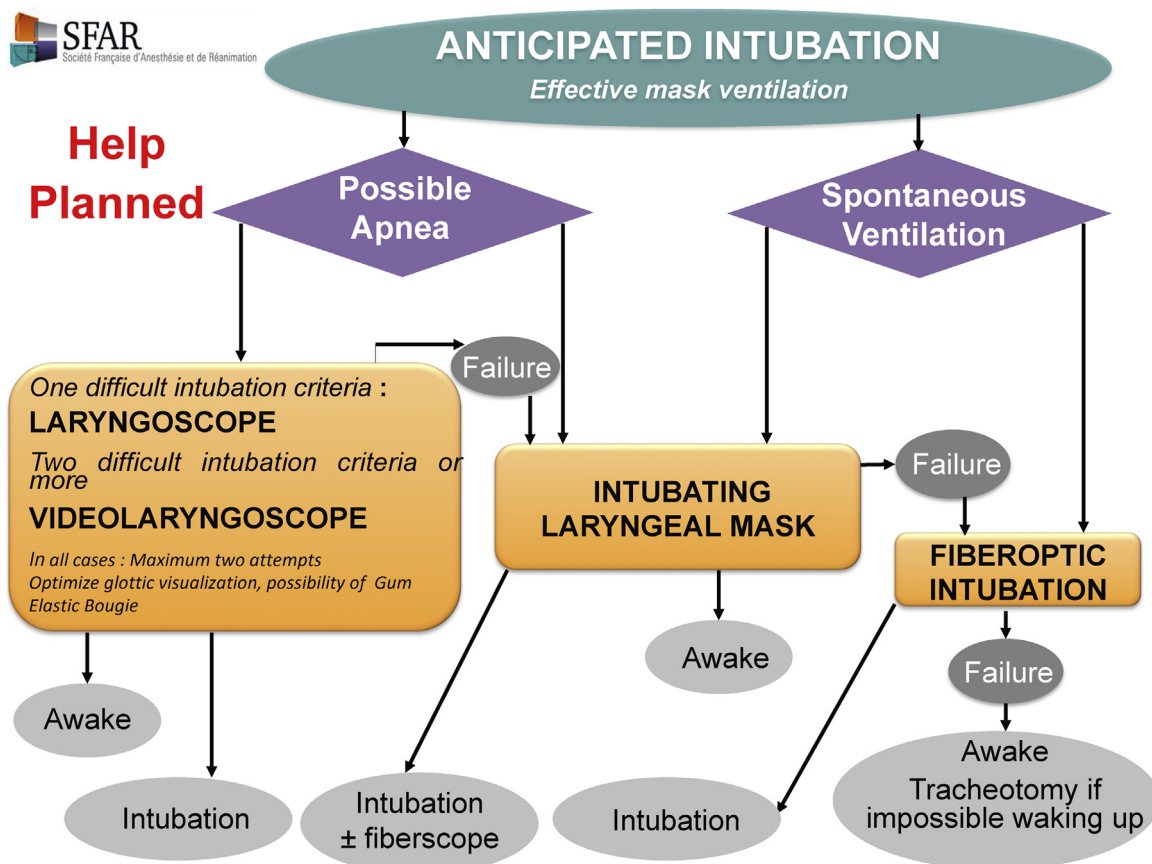 SFAR
Société Française d'Anesthésie et de Réanimation
ANTICIPATED INTUBATION
Effective mask ventilation
Help
Planned
Possible
Apnea
Spontaneous
Ventilation
Failure
One difficult intubation criteria :
LARYNGOSCOPE
Two difficult intubation criteria or
more
VIDEOLARYNGOSCOPE
In all cases : Maximum two attempts
Optimize glottic visualization, possibility of Gum
Elastic Bougie
INTUBATING
LARYNGEAL MASK
Failure
FIBEROPTIC
INTUBATION
Awake
Awake
Failure
Intubation
Intubation
± fiberscope
Intubation
Awake
Tracheotomy if
impossible waking up